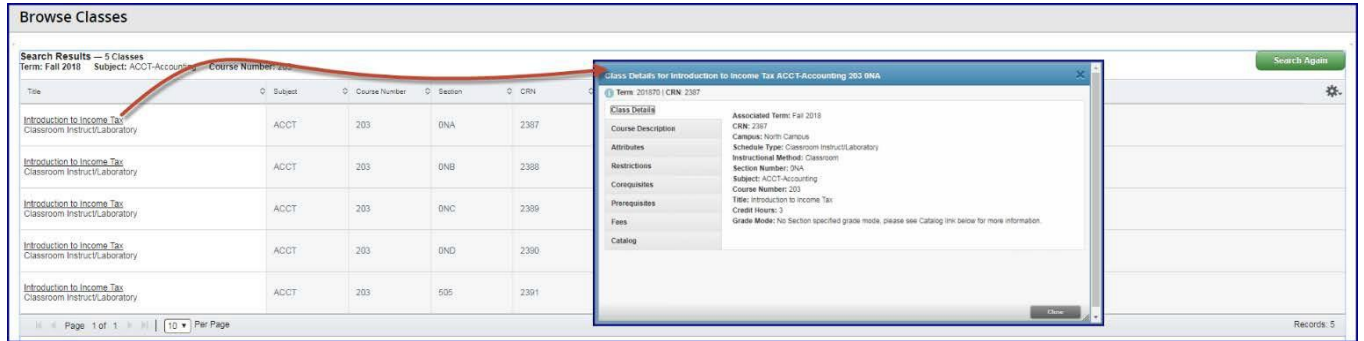 Browse Classes
Search Results — 5 Classes
Term: Fall 2018 Subject: ACCT-Accounting Course Number: 203
Search Again
Title Subject Course Number Section CRN
Introduction to Income Tax
Classroom Instruct/Laboratory
ACCT 203 0NA 2387
Introduction to Income Tax
Classroom Instruct/Laboratory
ACCT 203 0NB 2388
Introduction to Income Tax
Classroom Instruct/Laboratory
ACCT 203 0NC 2389
Introduction to Income Tax
Classroom Instruct/Laboratory
ACCT 203 0ND 2390
Introduction to Income Tax
Classroom Instruct/Laboratory
ACCT 203 505 2391
Page 1 of 1 10 Per Page
Records: 5
Class Details for Introduction to Income Tax ACCT-Accounting 203 0NA
Term: 201870 | CRN: 2387
Class Details
Course Description
Attributes
Restrictions
Corequisites
Prerequisites
Fees
Catalog
Associated Term: Fall 2018
CRN: 2387
Campus: North Campus
Schedule Type: Classroom Instruct/Laboratory
Instructional Method: Classroom
Section Number: 0NA
Subject: ACCT-Accounting
Course Number: 203
Title: Introduction to Income Tax
Credit Hours: 3
Grade Mode: No Section specified grade mode, please see Catalog link below for more information.
Close